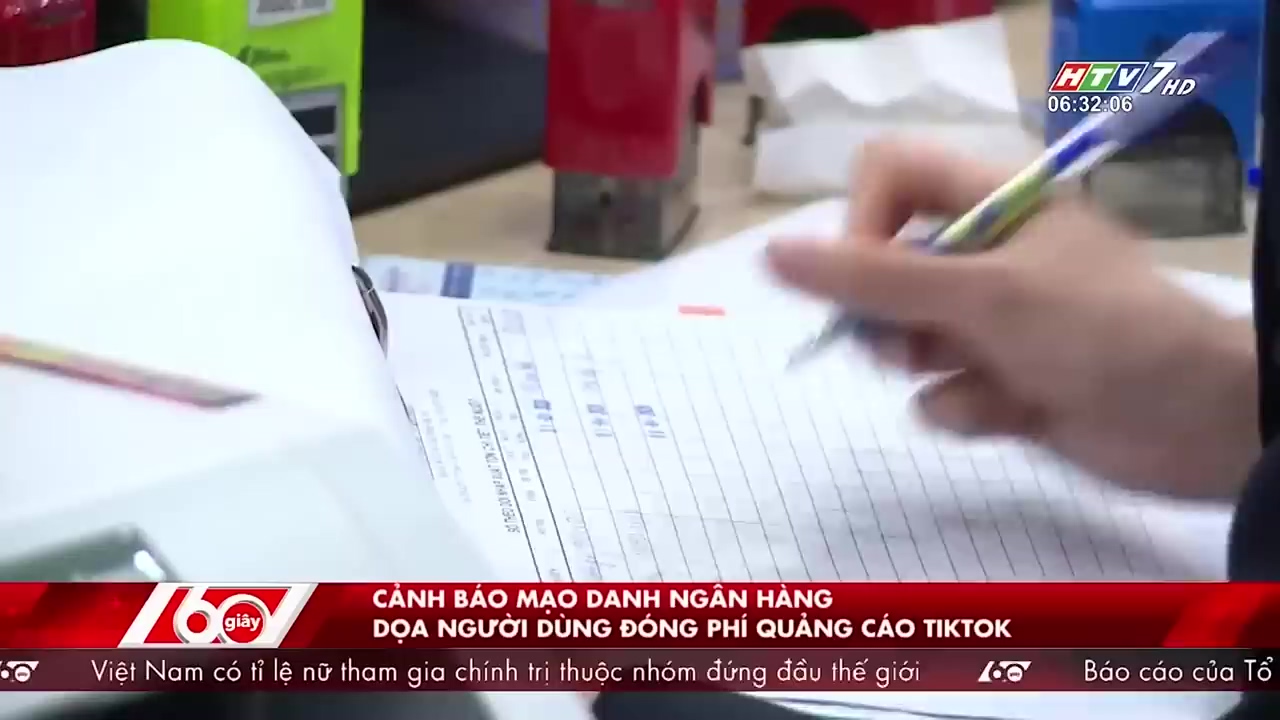 HTV7 HD
06:32:06
60 giây
CẢNH BÁO MẠO DANH NGÂN HÀNG
DỌA NGƯỜI DÙNG ĐÓNG PHÍ QUẢNG CÁO TIKTOK
60 Việt Nam có tỉ lệ nữ tham gia chính trị thuộc nhóm đứng đầu thế giới 60 Báo cáo của Tổ